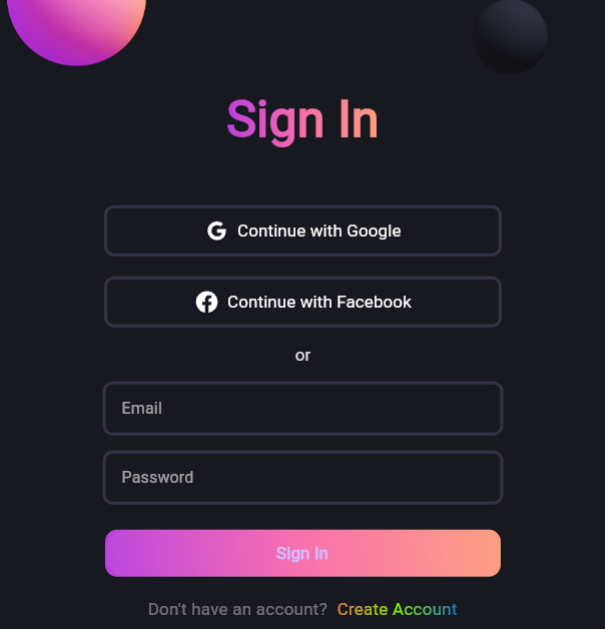 Sign In
Continue with Google
Continue with Facebook
or
Email
Password
Sign In
Don't have an account? Create Account